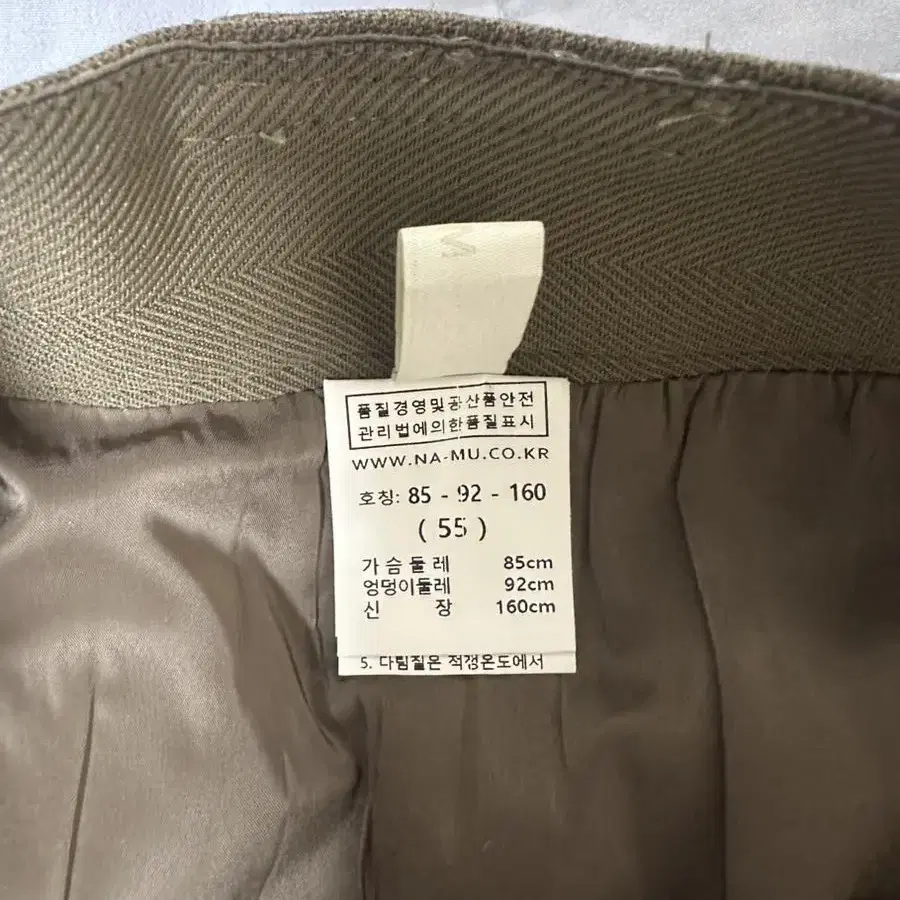 M
품질경영및공산품안전
관리법에의한품질표시
WWW.NA-MU.CO.KR
호칭: 85 - 92 - 160
( 55 )
가 슴 둘 레 85cm
엉덩이둘레 92cm
신 장 160cm
5. 다림질은 적갱온도에서